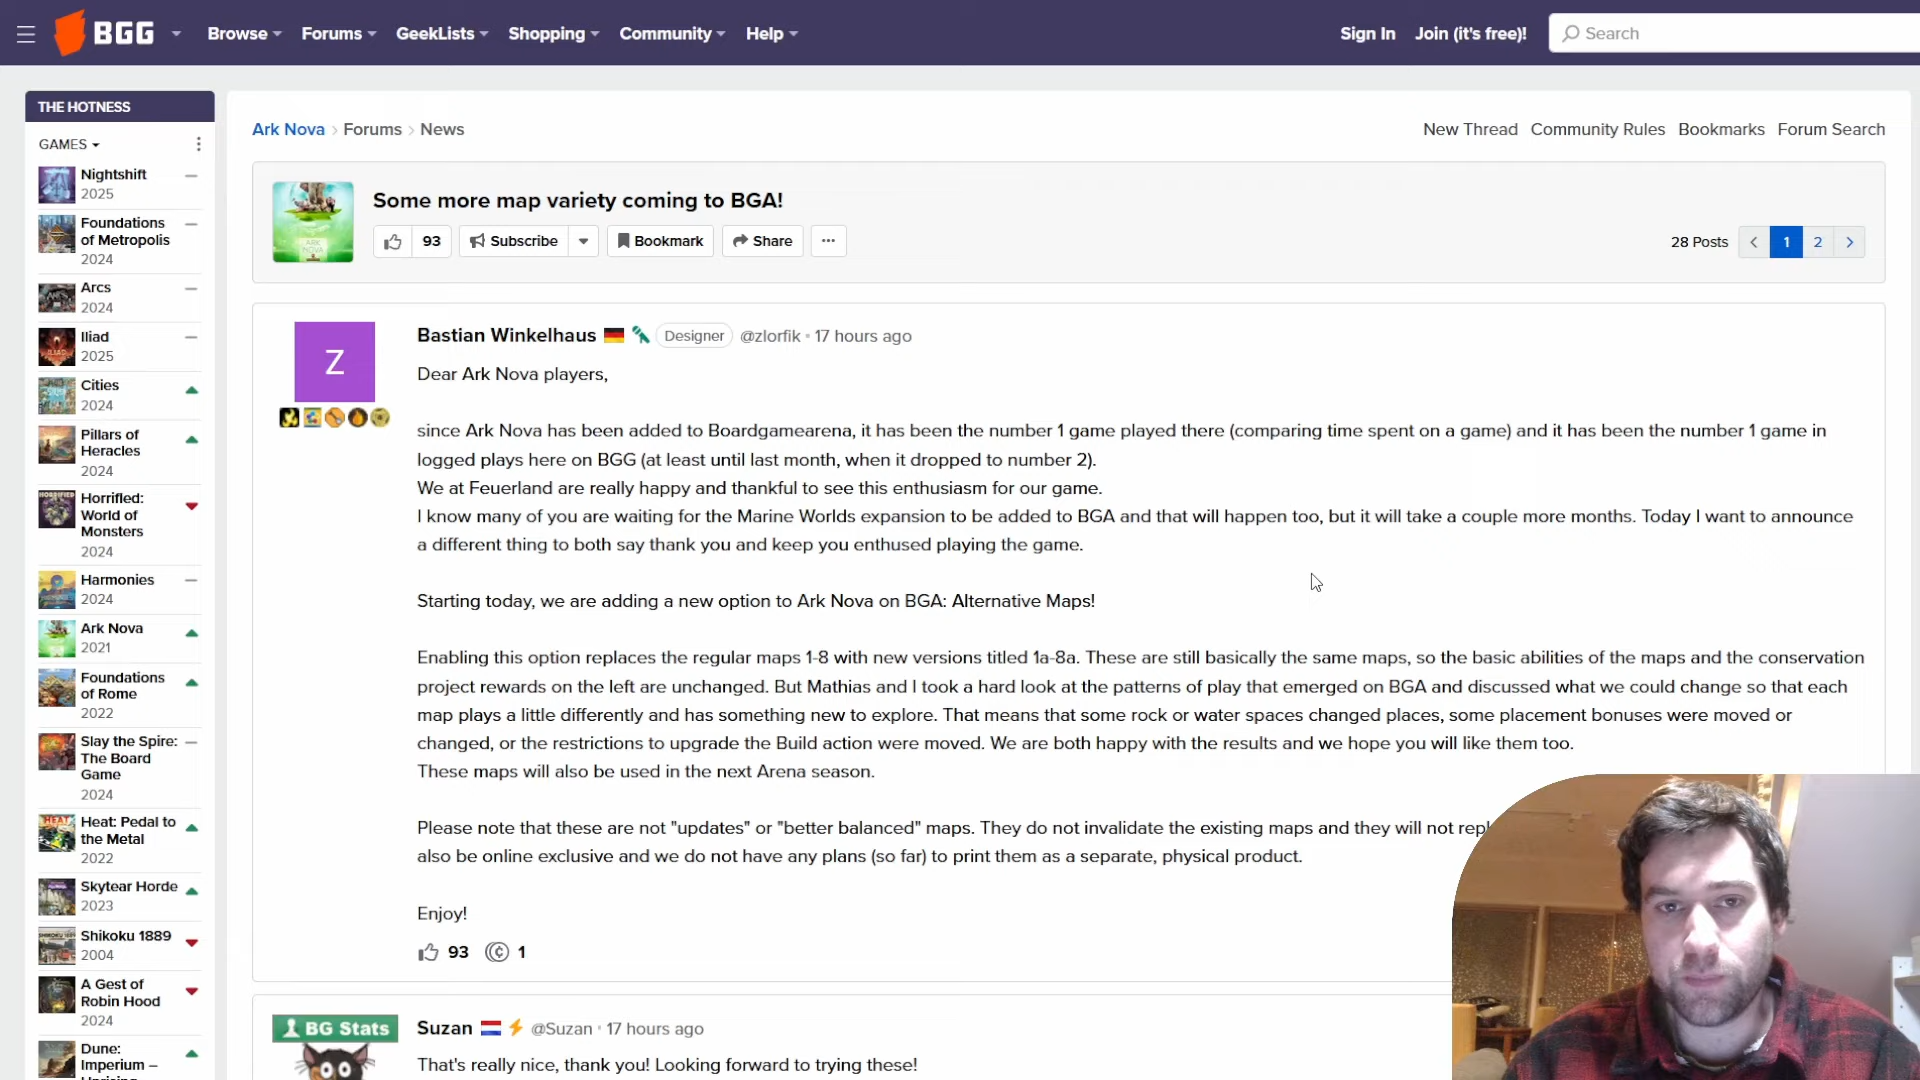 BGG
Browse
Forums
GeekLists
Shopping
Community
Help
Sign In
Join (it's free)!
Search
THE HOTNESS
GAMES
Nightshift
2025
Foundations
of Metropolis
2024
Arcs
2024
Iliad
2025
Cities
2024
Pillars of
Heracles
2024
Horrified:
World of
Monsters
2024
Harmonies
2024
Ark Nova
2021
Foundations
of Rome
2022
Slay the Spire:
The Board
Game
2024
Heat: Pedal to
the Metal
2022
Skytear Horde
2023
Shikoku 1889
2004
A Gest of
Robin Hood
2024
Dune:
Imperium –
Ark Nova › Forums › News
New Thread Community Rules Bookmarks Forum Search
ARK
NOVA
Some more map variety coming to BGA!
93
Subscribe
Bookmark
Share
28 Posts
1
2
Z
Bastian Winkelhaus Designer @zlorfik • 17 hours ago
Dear Ark Nova players,
since Ark Nova has been added to Boardgamearena, it has been the number 1 game played there (comparing time spent on a game) and it has been the number 1 game in
logged plays here on BGG (at least until last month, when it dropped to number 2).
We at Feuerland are really happy and thankful to see this enthusiasm for our game.
I know many of you are waiting for the Marine Worlds expansion to be added to BGA and that will happen too, but it will take a couple more months. Today I want to announce
a different thing to both say thank you and keep you enthused playing the game.
Starting today, we are adding a new option to Ark Nova on BGA: Alternative Maps!
Enabling this option replaces the regular maps 1-8 with new versions titled 1a-8a. These are still basically the same maps, so the basic abilities of the maps and the conservation
project rewards on the left are unchanged. But Mathias and I took a hard look at the patterns of play that emerged on BGA and discussed what we could change so that each
map plays a little differently and has something new to explore. That means that some rock or water spaces changed places, some placement bonuses were moved or
changed, or the restrictions to upgrade the Build action were moved. We are both happy with the results and we hope you will like them too.
These maps will also be used in the next Arena season.
Please note that these are not "updates" or "better balanced" maps. They do not invalidate the existing maps and they will not repl
also be online exclusive and we do not have any plans (so far) to print them as a separate, physical product.
Enjoy!
93 1
BG Stats
Suzan @Suzan • 17 hours ago
That's really nice, thank you! Looking forward to trying these!